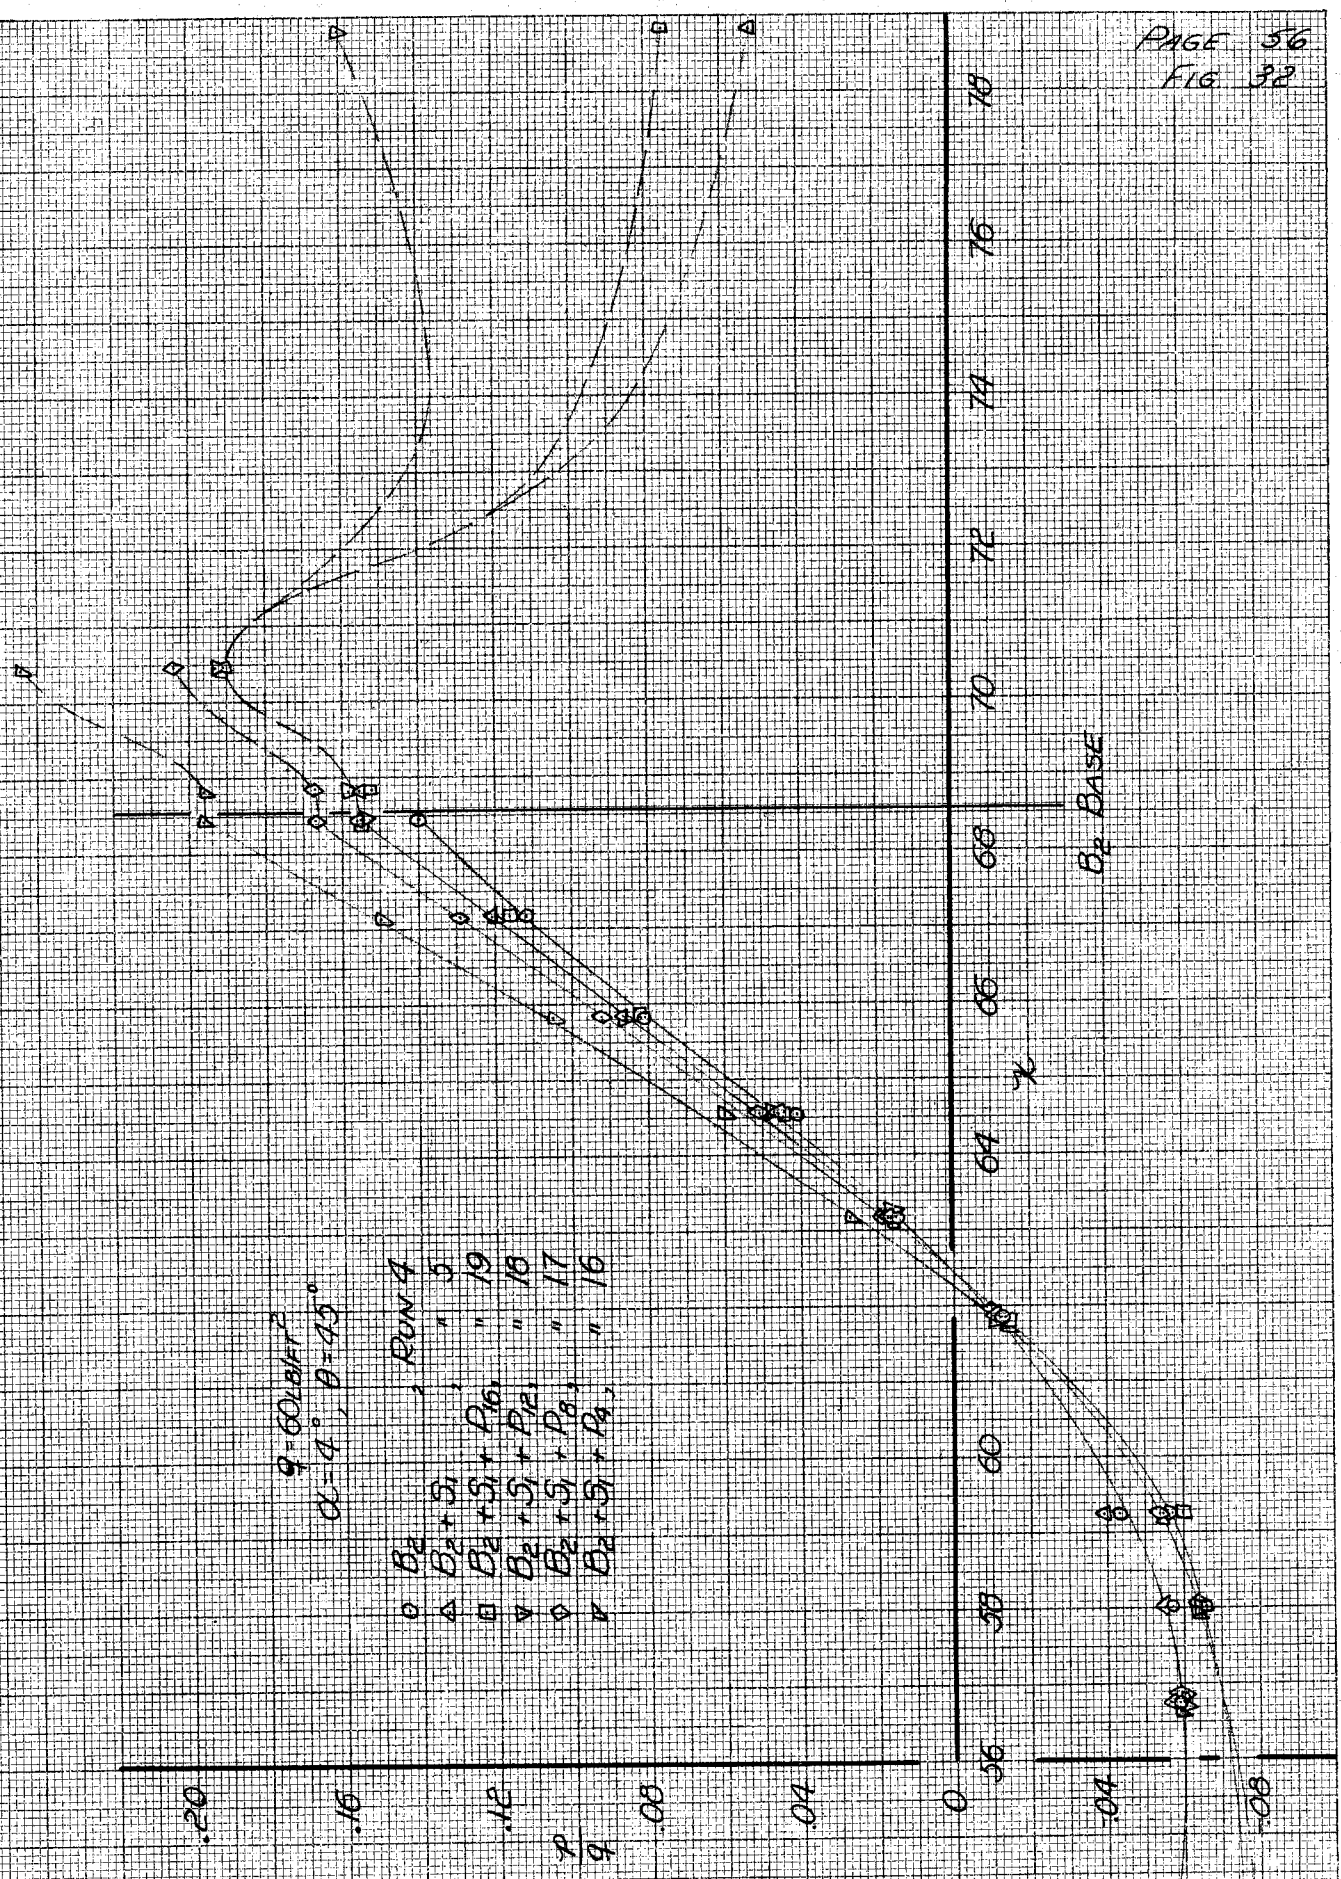 PAGE 56
FIG 32
q=60LB/FT²
α=4°, θ=45°
○ B₂ , RUN 4
△ B₂+S₁ , " 5
□ B₂+S₁+P₁₆, " 19
▽ B₂+S₁+P₁₂, " 18
◇ B₂+S₁+P₈, " 17
B₂+S₁+P₄, " 16
P/q
.20
.16
.12
.08
.04
0
-.04
-.08
56
58
60
64
66
68
70
72
74
76
78
x
B₂ BASE